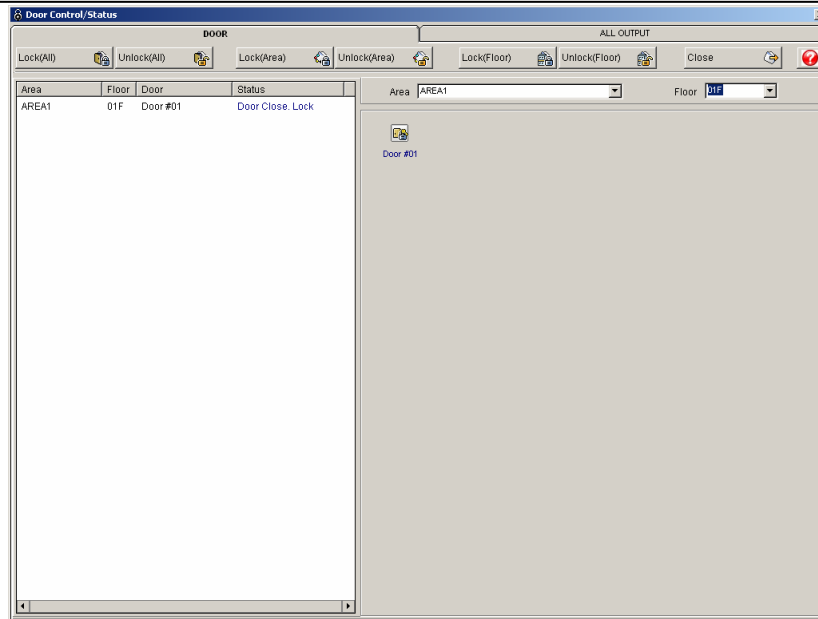 Door Control/Status
DOOR ALL OUTPUT
Lock(All) Unlock(All) Lock(Area) Unlock(Area) Lock(Floor) Unlock(Floor) Close ?
Area Floor Door Status
AREA1 01F Door #01 Door Close. Lock
Area AREA1 Floor 01F
Door #01